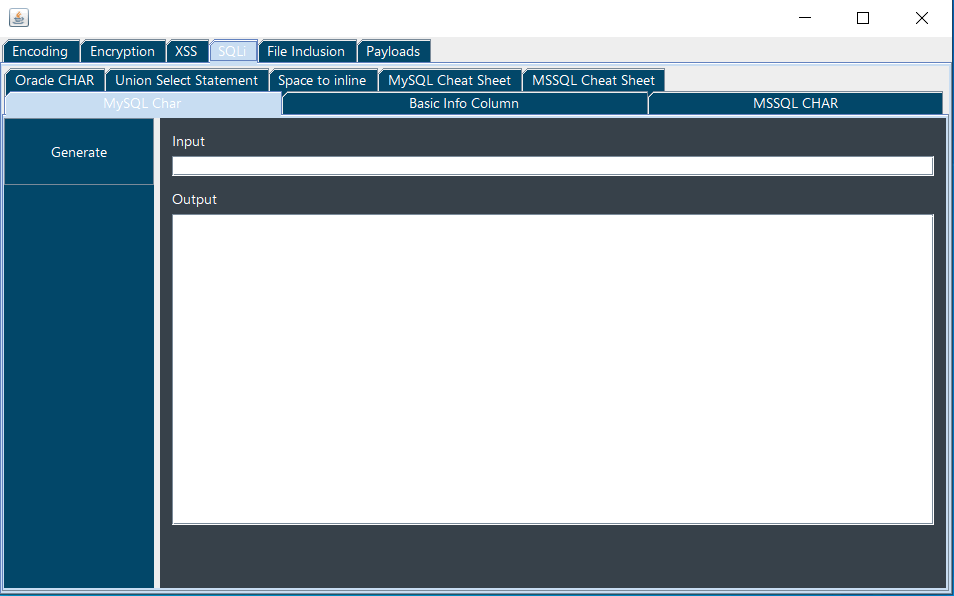 Encoding Encryption XSS SQLi File Inclusion Payloads
Oracle CHAR Union Select Statement Space to inline MySQL Cheat Sheet MSSQL Cheat Sheet
MySQL Char Basic Info Column MSSQL CHAR
Generate
Input
Output